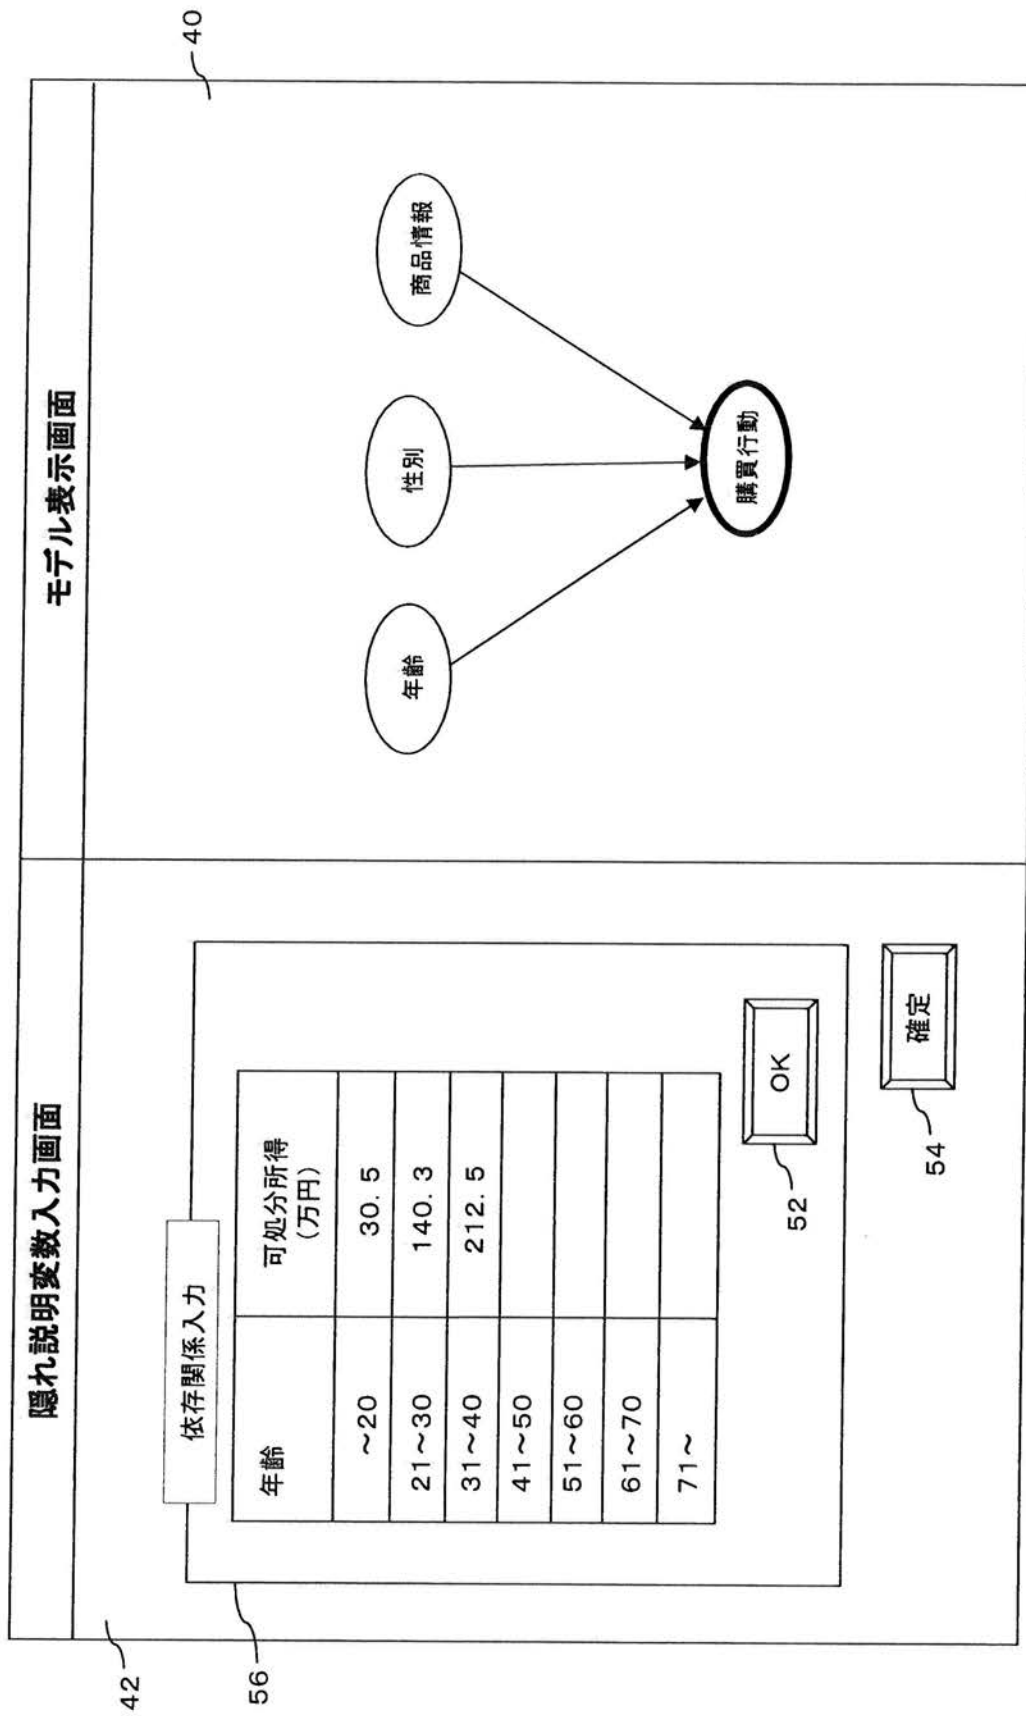 隠れ説明変数入力画面
モデル表示画面
42
56
依存関係入力
年齢
可処分所得
(万円)
～20
30.5
21～30
140.3
31～40
212.5
41～50
51～60
61～70
71～
52
OK
54
確定
40
年齢
性別
商品情報
購買行動